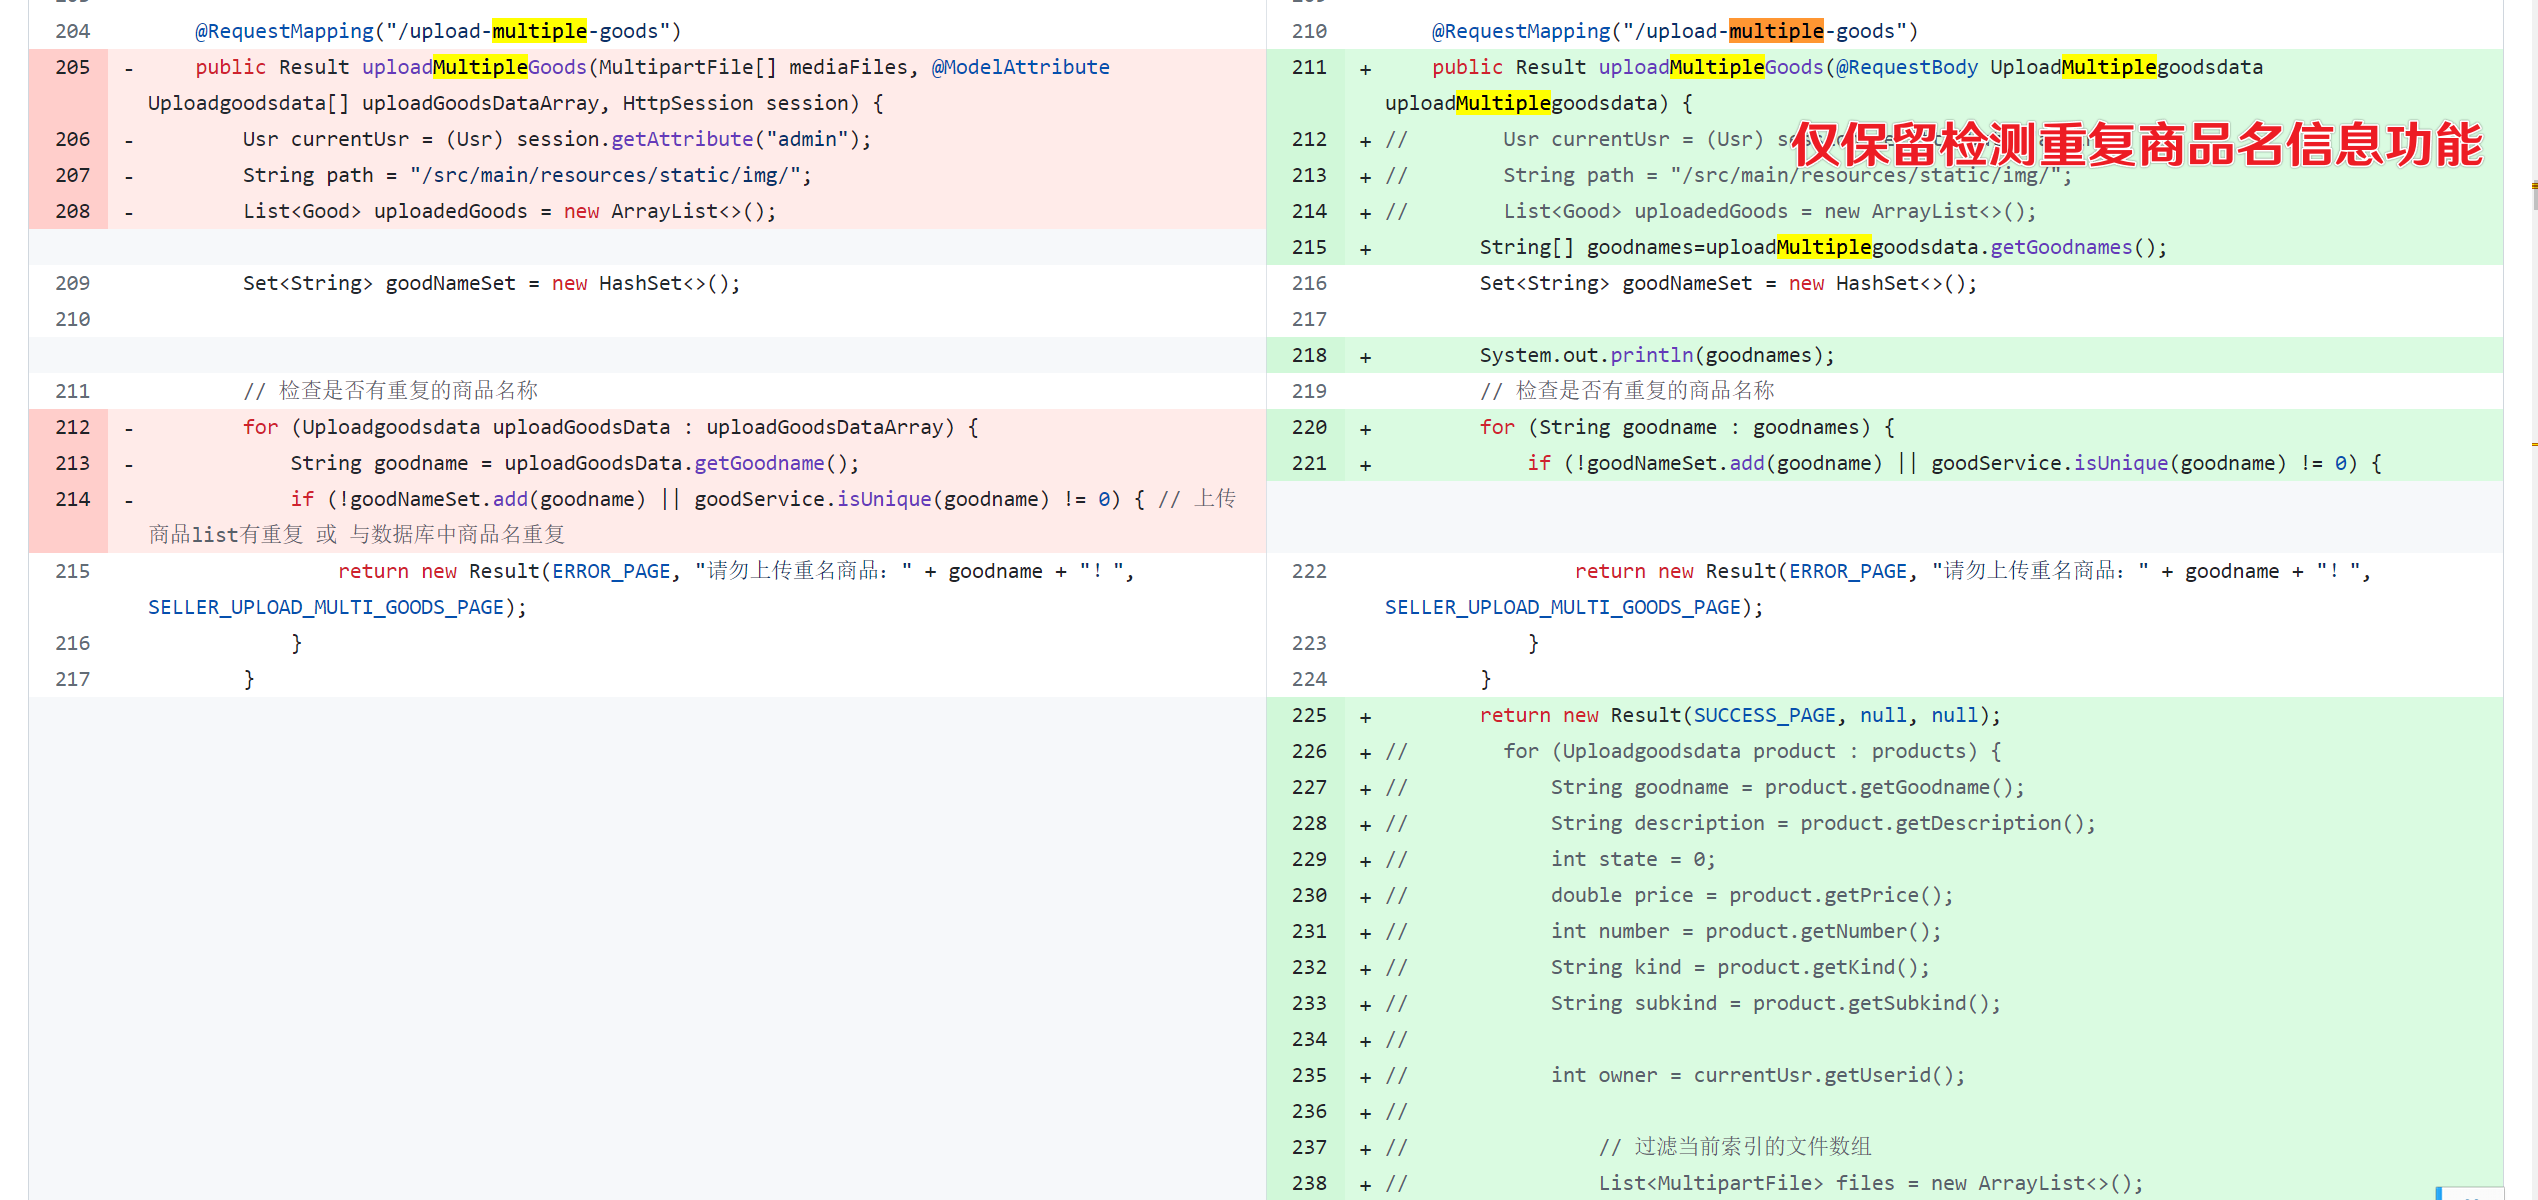 204 @RequestMapping("/upload-multiple-goods")
205 - public Result uploadMultipleGoods(MultipartFile[] mediaFiles, @ModelAttribute
Uploadgoodsdata[] uploadGoodsDataArray, HttpSession session) {
206 - Usr currentUsr = (Usr) session.getAttribute("admin");
207 - String path = "/src/main/resources/static/img/";
208 - List<Good> uploadedGoods = new ArrayList<>();
209 Set<String> goodNameSet = new HashSet<>();
210
211 // 检查是否有重复的商品名称
212 - for (Uploadgoodsdata uploadGoodsData : uploadGoodsDataArray) {
213 - String goodname = uploadGoodsData.getGoodname();
214 - if (!goodNameSet.add(goodname) || goodService.isUnique(goodname) != 0) { // 上传
商品list有重复 或 与数据库中商品名重复
215 return new Result(ERROR_PAGE, "请勿上传重名商品：" + goodname + "！",
SELLER_UPLOAD_MULTI_GOODS_PAGE);
216 }
217 }
210 @RequestMapping("/upload-multiple-goods")
211 + public Result uploadMultipleGoods(@RequestBody UploadMultiplegoodsdata
uploadMultiplegoodsdata) {
212 + // Usr currentUsr = (Usr)
仅保留检测重复商品名信息功能
213 + // String path = "/src/main/resources/static/img/";
214 + // List<Good> uploadedGoods = new ArrayList<>();
215 + String[] goodnames=uploadMultiplegoodsdata.getGoodnames();
216 Set<String> goodNameSet = new HashSet<>();
217
218 + System.out.println(goodnames);
219 // 检查是否有重复的商品名称
220 + for (String goodname : goodnames) {
221 + if (!goodNameSet.add(goodname) || goodService.isUnique(goodname) != 0) {
222 return new Result(ERROR_PAGE, "请勿上传重名商品：" + goodname + "！",
SELLER_UPLOAD_MULTI_GOODS_PAGE);
223 }
224 }
225 + return new Result(SUCCESS_PAGE, null, null);
226 + // for (Uploadgoodsdata product : products) {
227 + // String goodname = product.getGoodname();
228 + // String description = product.getDescription();
229 + // int state = 0;
230 + // double price = product.getPrice();
231 + // int number = product.getNumber();
232 + // String kind = product.getKind();
233 + // String subkind = product.getSubkind();
234 + //
235 + // int owner = currentUsr.getUserid();
236 + //
237 + // // 过滤当前索引的文件数组
238 + // List<MultipartFile> files = new ArrayList<>();